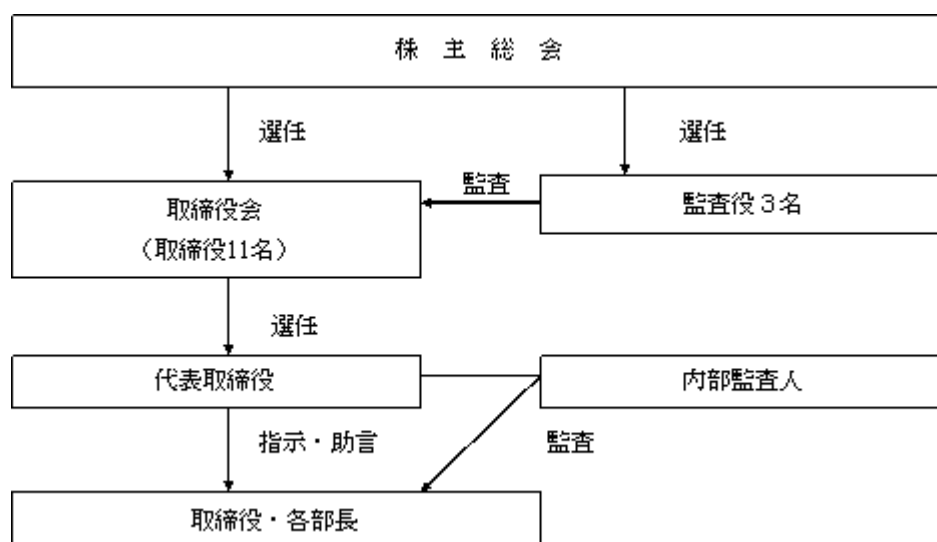 株 主 総 会
選任
選任
監査
取締役会
(取締役11名)
監査役3名
選任
代表取締役
内部監査人
指示・助言
監査
取締役・各部長